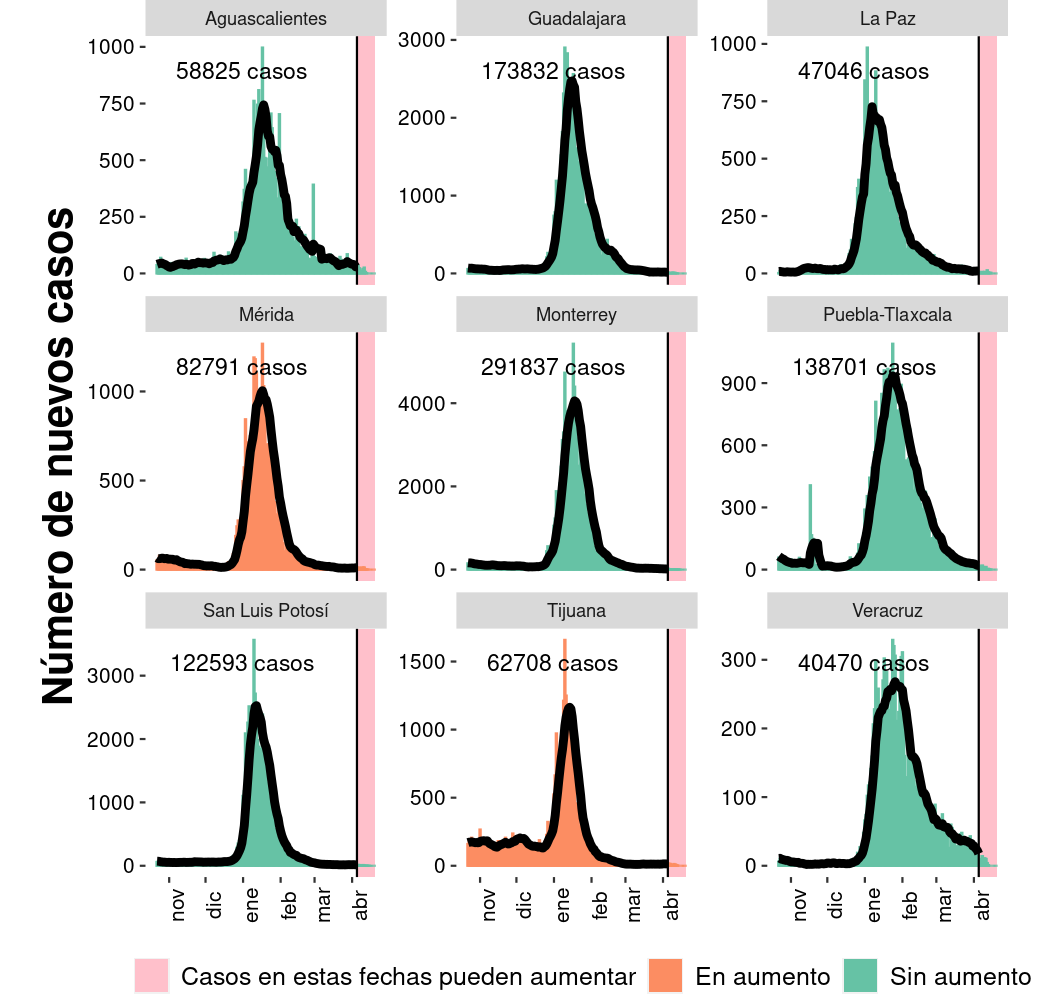 Número de nuevos casos
Aguascalientes
Guadalajara
La Paz
58825 casos
173832 casos
47046 casos
1000
750
500
250
0
3000
2000
1000
0
1000
750
500
250
0
Mérida
Monterrey
Puebla-Tlaxcala
82791 casos
291837 casos
138701 casos
1000
500
0
4000
2000
0
900
600
300
0
San Luis Potosí
Tijuana
Veracruz
122593 casos
62708 casos
40470 casos
3000
2000
1000
0
1500
1000
500
0
300
200
100
0
nov
dic
ene
feb
mar
abr
nov
dic
ene
feb
mar
abr
nov
dic
ene
feb
mar
abr
Casos en estas fechas pueden aumentar
En aumento
Sin aumento